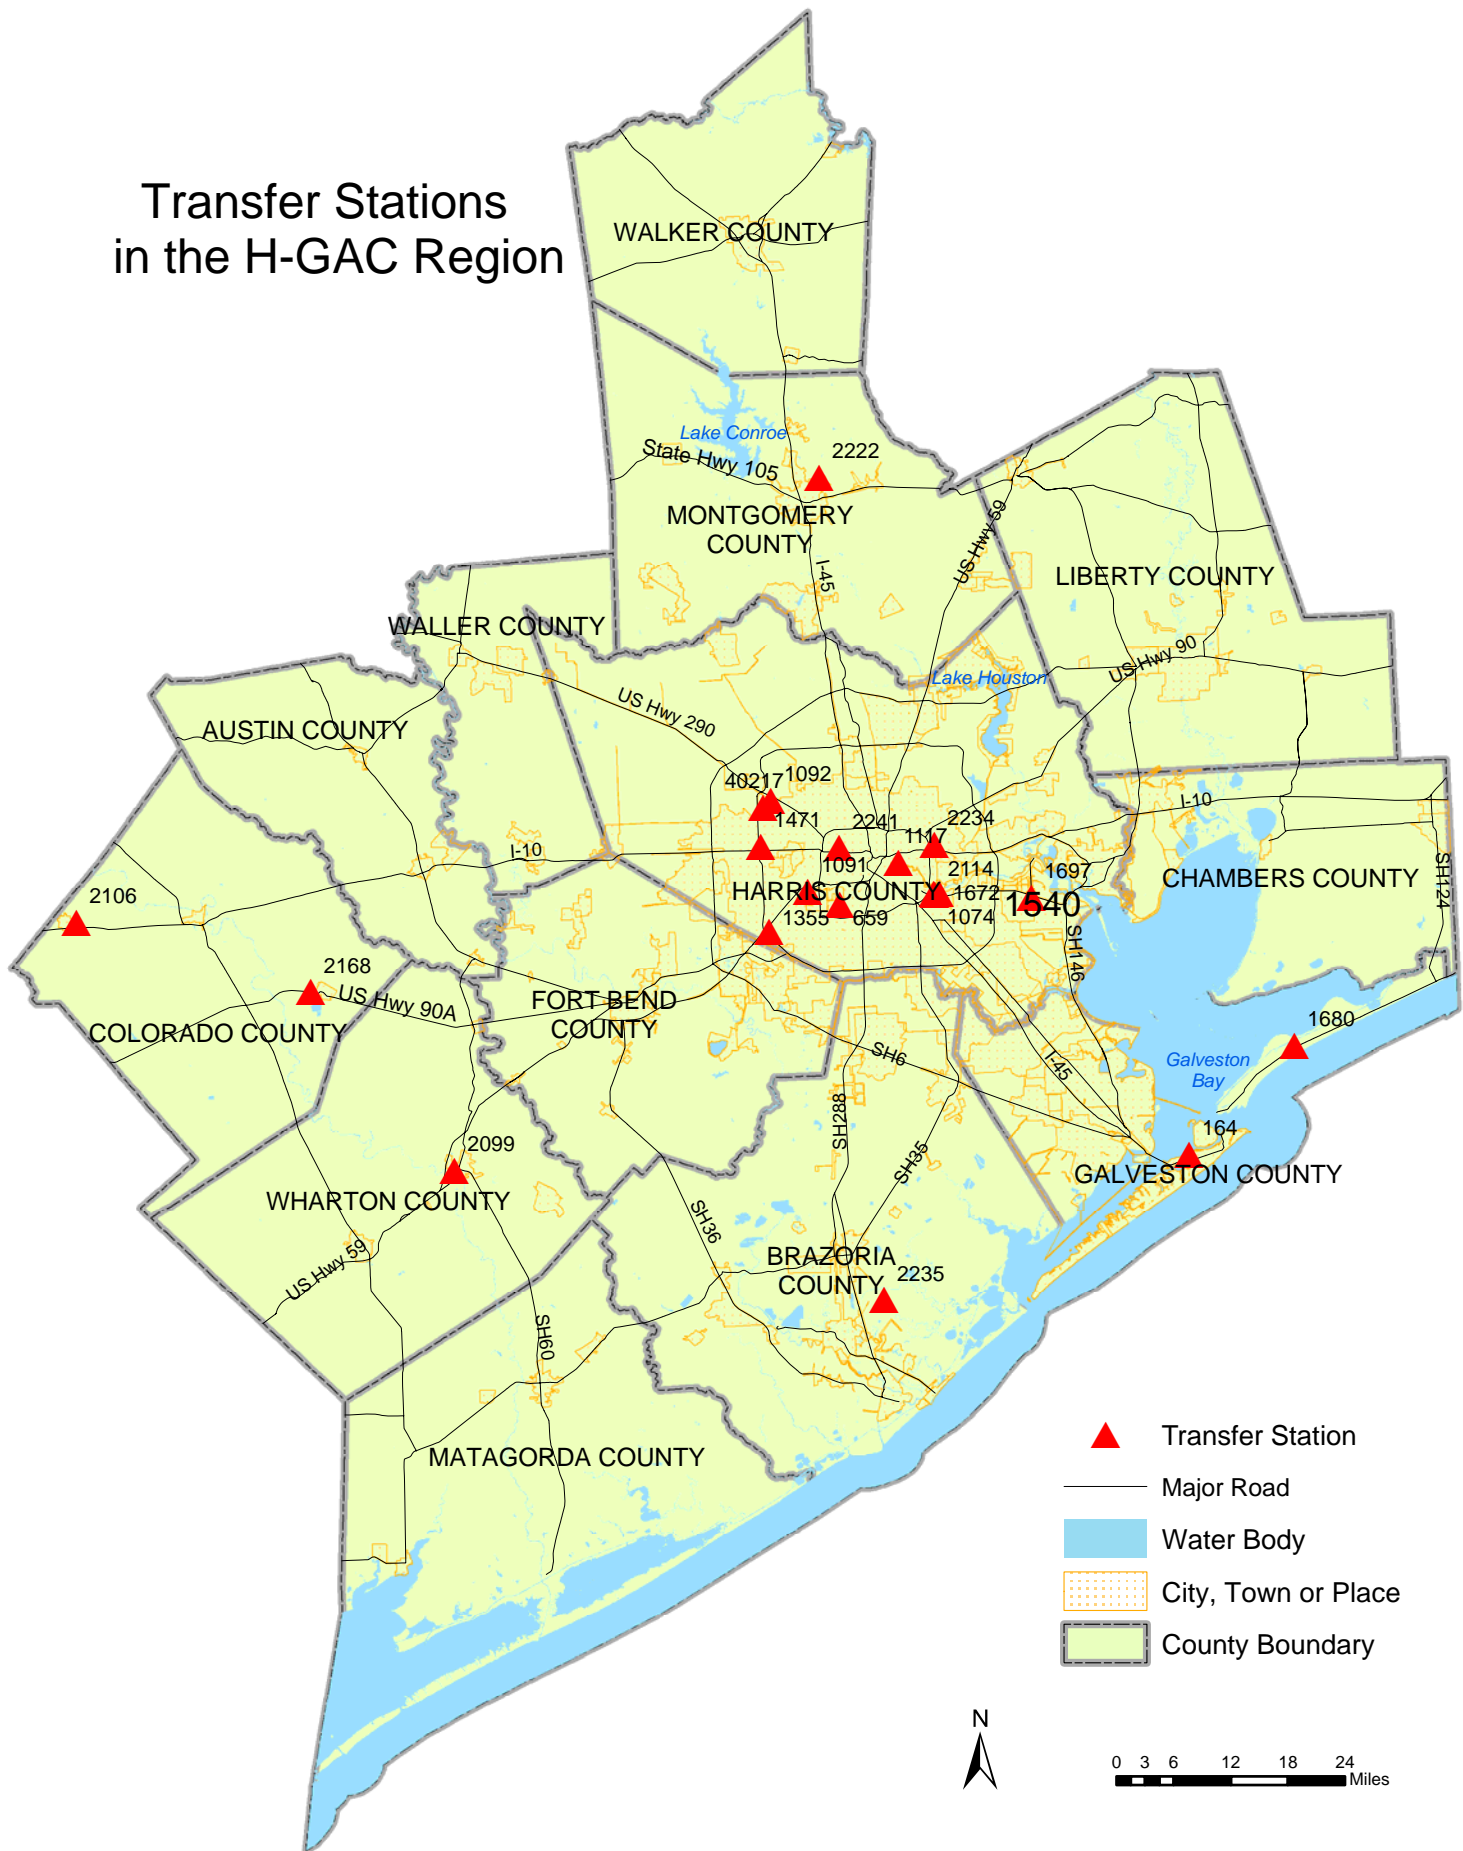 Transfer Stations
in the H-GAC Region
WALKER COUNTY
Lake Conroe
State Hwy 105
2222
MONTGOMERY
COUNTY
I-45
US Hwy 59
LIBERTY COUNTY
WALLER COUNTY
US Hwy 90
Lake Houston
US Hwy 290
AUSTIN COUNTY
40217
1092
1471
2241
2234
1117
I-10
I-10
1091
2114
1697
HARRIS COUNTY
1672
1540
CHAMBERS COUNTY
SH124
2106
1355
659
1074
SH146
2168
US Hwy 90A
FORT BEND
COUNTY
COLORADO COUNTY
SH6
I-45
1680
Galveston
Bay
SH288
SH35
2099
164
WHARTON COUNTY
GALVESTON COUNTY
SH36
US Hwy 59
BRAZORIA
COUNTY
2235
SH60
MATAGORDA COUNTY
Transfer Station
Major Road
Water Body
City, Town or Place
County Boundary
N
0 3 6 12 18 24
Miles